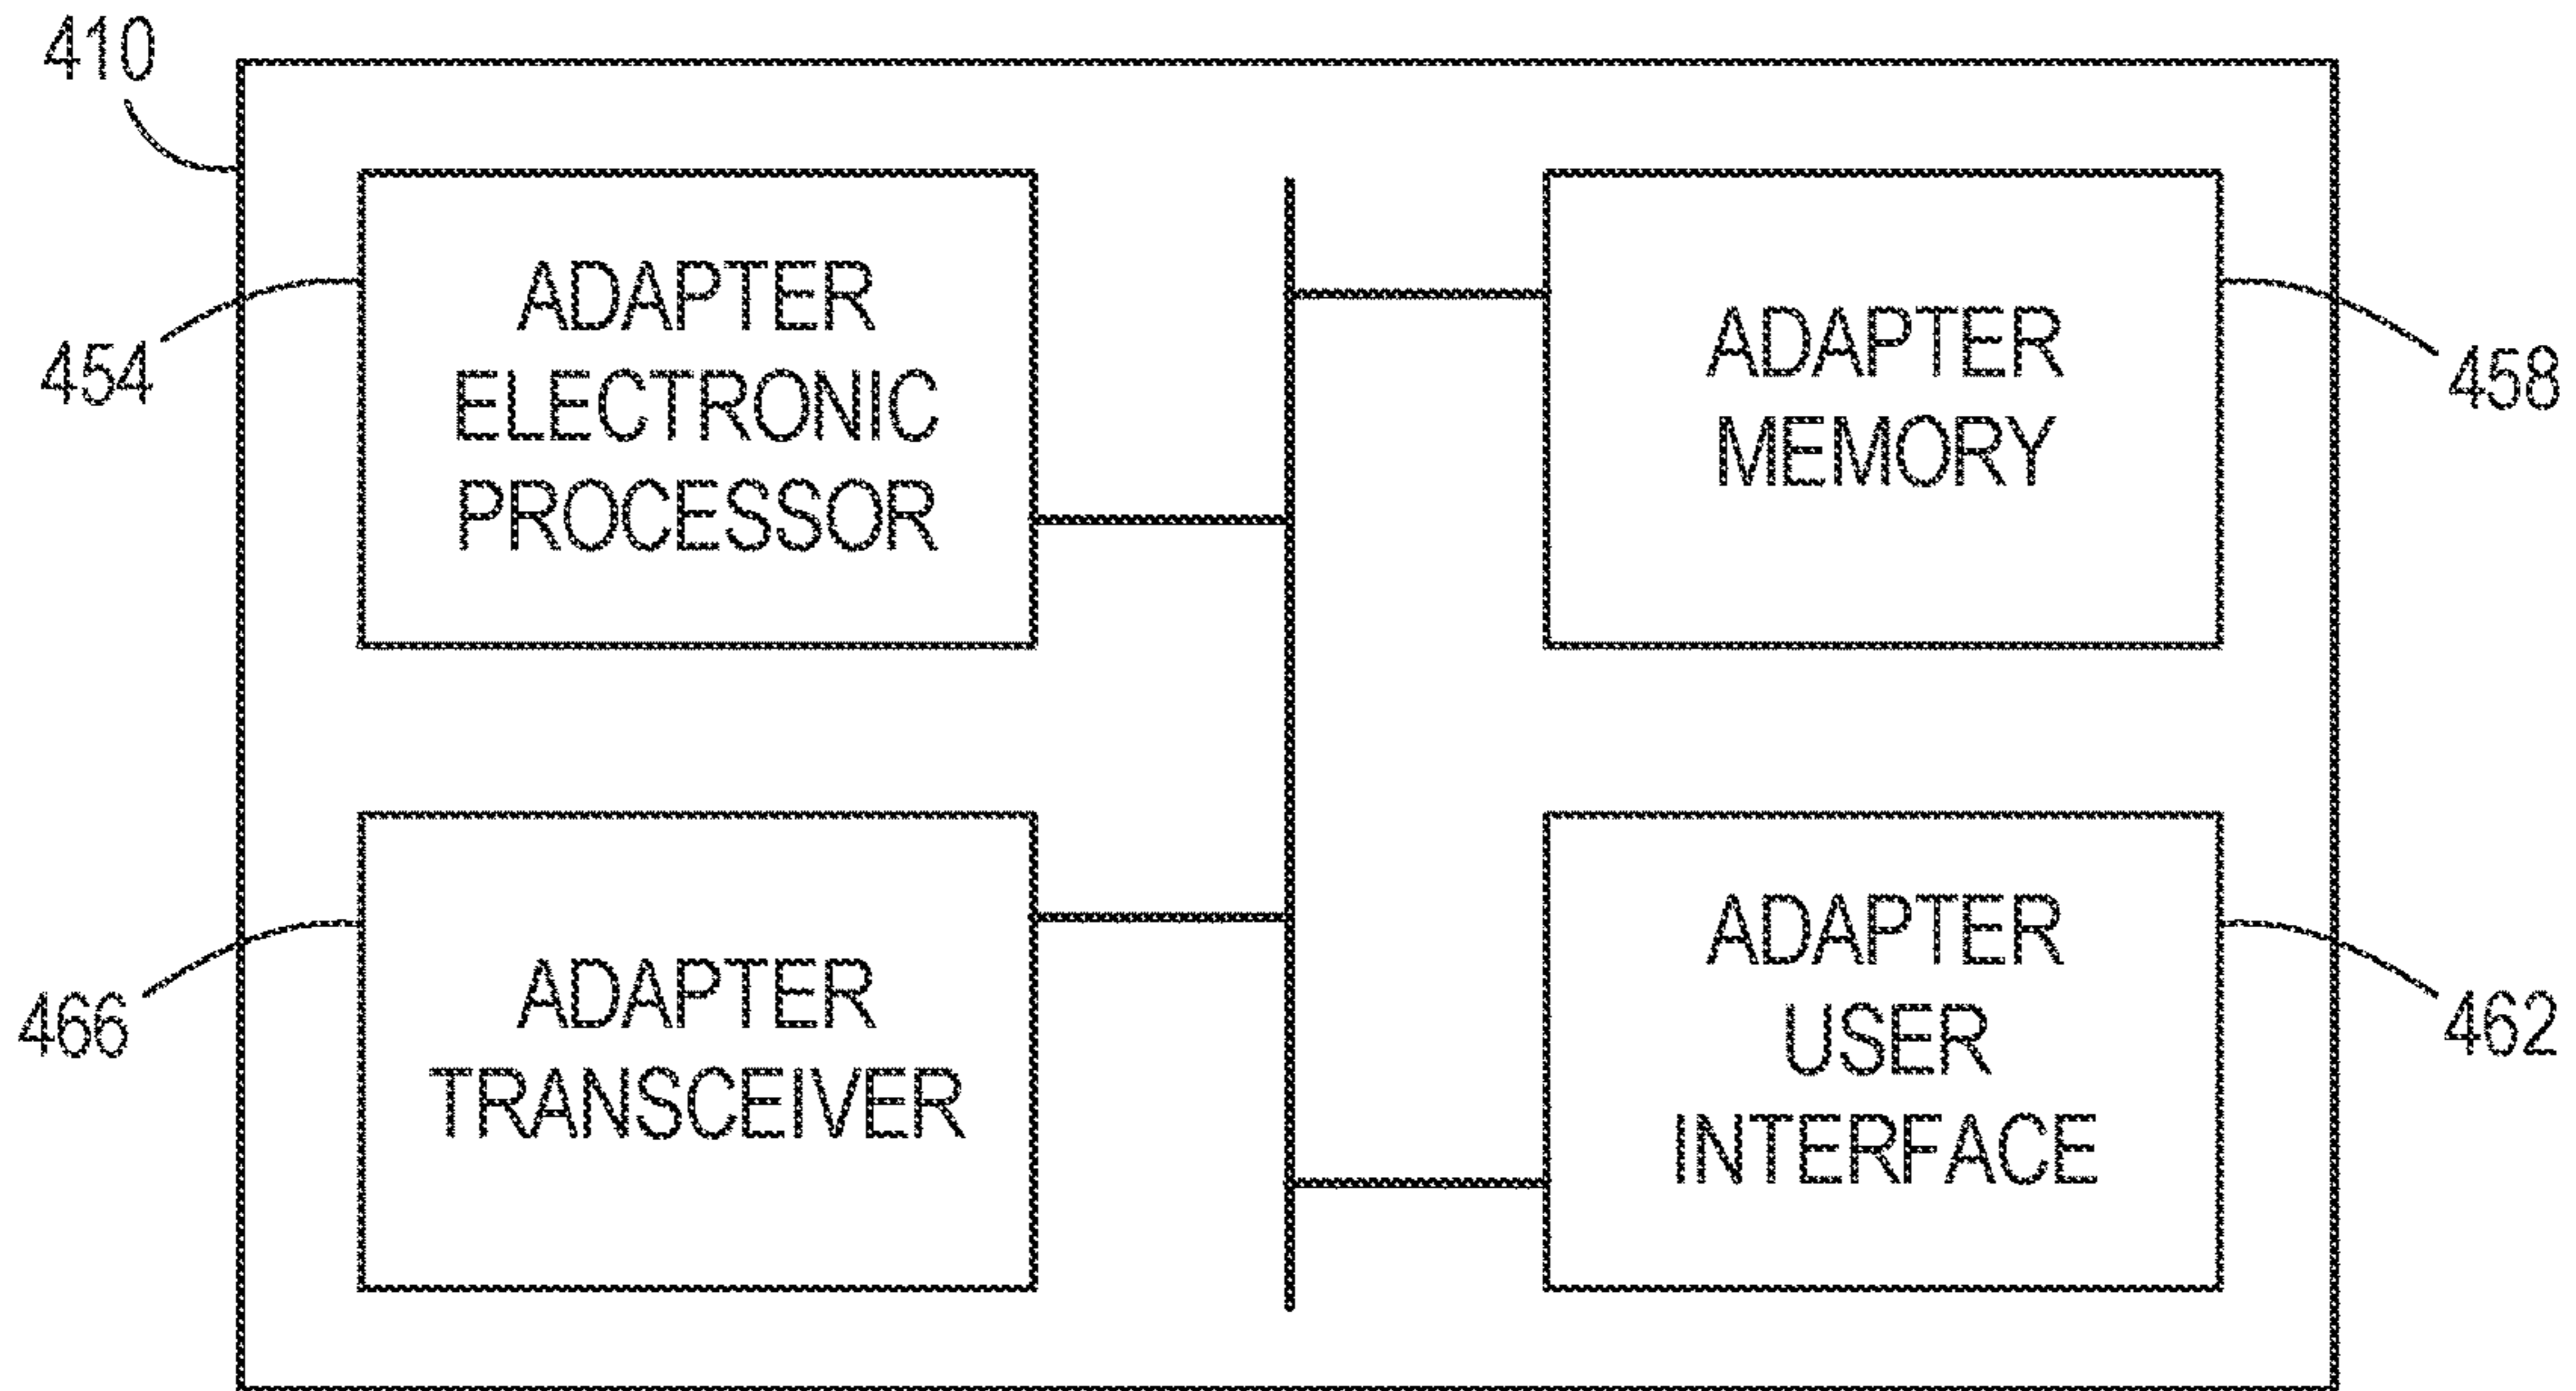 410
454
ADAPTER
ELECTRONIC
PROCESSOR
ADAPTER
MEMORY
458
466
ADAPTER
TRANSCEIVER
ADAPTER
USER
INTERFACE
462